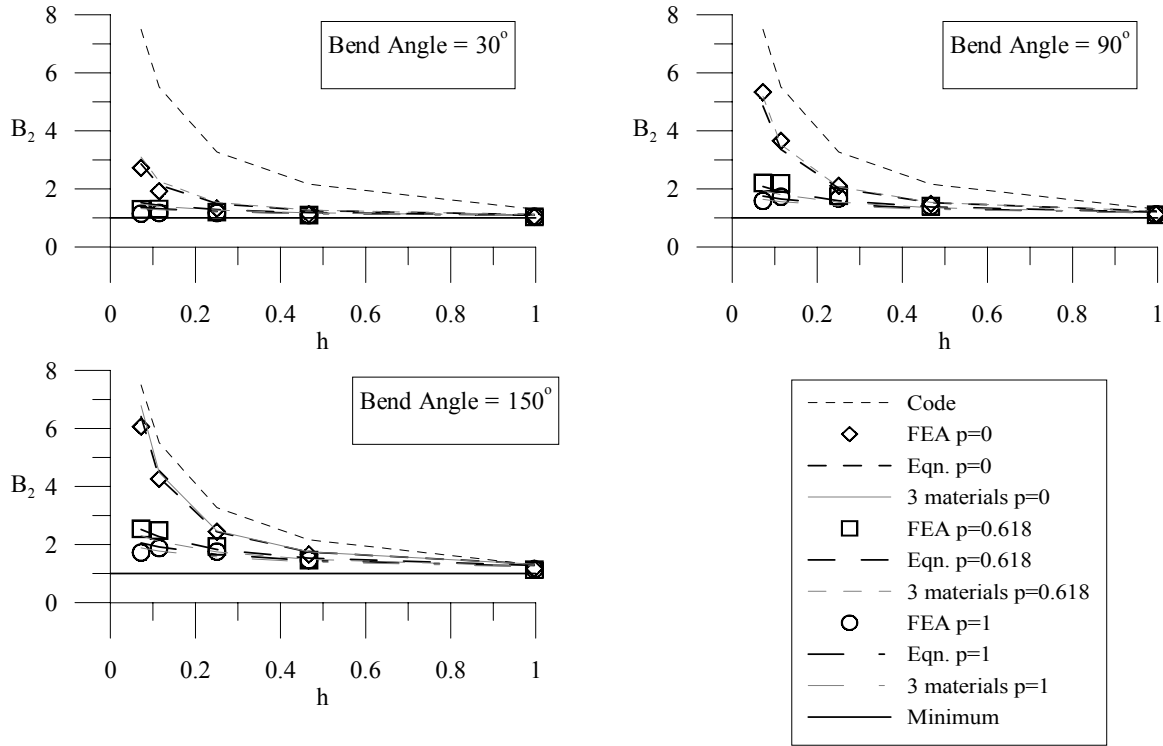 8
6
B2
4
2
0
Bend Angle = 30o
0 0.2 0.4 0.6 0.8 1
h
8
6
B2
4
2
0
Bend Angle = 90o
0 0.2 0.4 0.6 0.8 1
h
8
6
B2
4
2
0
Bend Angle = 150o
0 0.2 0.4 0.6 0.8 1
h
Code
FEA p=0
Eqn. p=0
3 materials p=0
FEA p=0.618
Eqn. p=0.618
3 materials p=0.618
FEA p=1
Eqn. p=1
3 materials p=1
Minimum